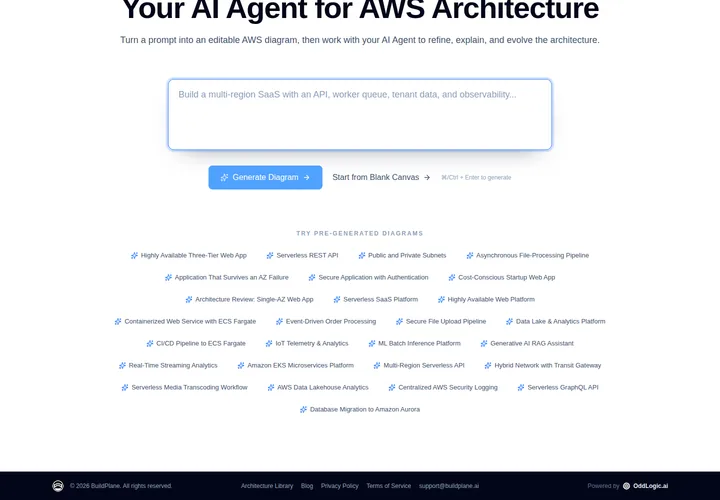 Your AI Agent for AWS Architecture
Turn a prompt into an editable AWS diagram, then work with your AI Agent to refine, explain, and evolve the architecture.
Build a multi-region SaaS with an API, worker queue, tenant data, and observability...
Generate Diagram → Start from Blank Canvas → ⌘/Ctrl + Enter to generate
TRY PRE-GENERATED DIAGRAMS
Highly Available Three-Tier Web App Serverless REST API Public and Private Subnets Asynchronous File-Processing Pipeline
Application That Survives an AZ Failure Secure Application with Authentication Cost-Conscious Startup Web App
Architecture Review: Single-AZ Web App Serverless SaaS Platform Highly Available Web Platform
Containerized Web Service with ECS Fargate Event-Driven Order Processing Secure File Upload Pipeline Data Lake & Analytics Platform
CI/CD Pipeline to ECS Fargate IoT Telemetry & Analytics ML Batch Inference Platform Generative AI RAG Assistant
Real-Time Streaming Analytics Amazon EKS Microservices Platform Multi-Region Serverless API Hybrid Network with Transit Gateway
Serverless Media Transcoding Workflow AWS Data Lakehouse Analytics Centralized AWS Security Logging Serverless GraphQL API
Database Migration to Amazon Aurora
© 2026 BuildPlane. All rights reserved. Architecture Library Blog Privacy Policy Terms of Service support@buildplane.ai Powered by OddLogic.ai